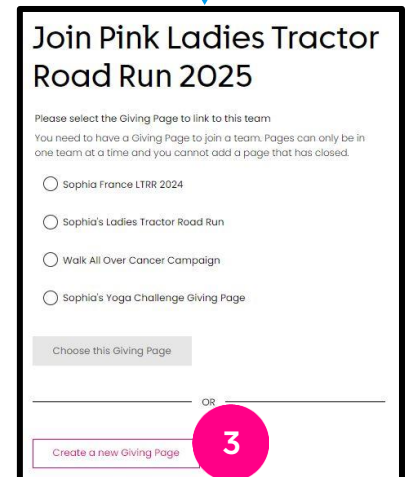 Join Pink Ladies Tractor
Road Run 2025
Please select the Giving Page to link to this team
You need to have a Giving Page to join a team. Pages can only be in
one team at a time and you cannot add a page that has closed.
Sophia France LTRR 2024
Sophia's Ladies Tractor Road Run
Walk All Over Cancer Campaign
Sophia's Yoga Challenge Giving Page
Choose this Giving Page
OR
Create a new Giving Page
3